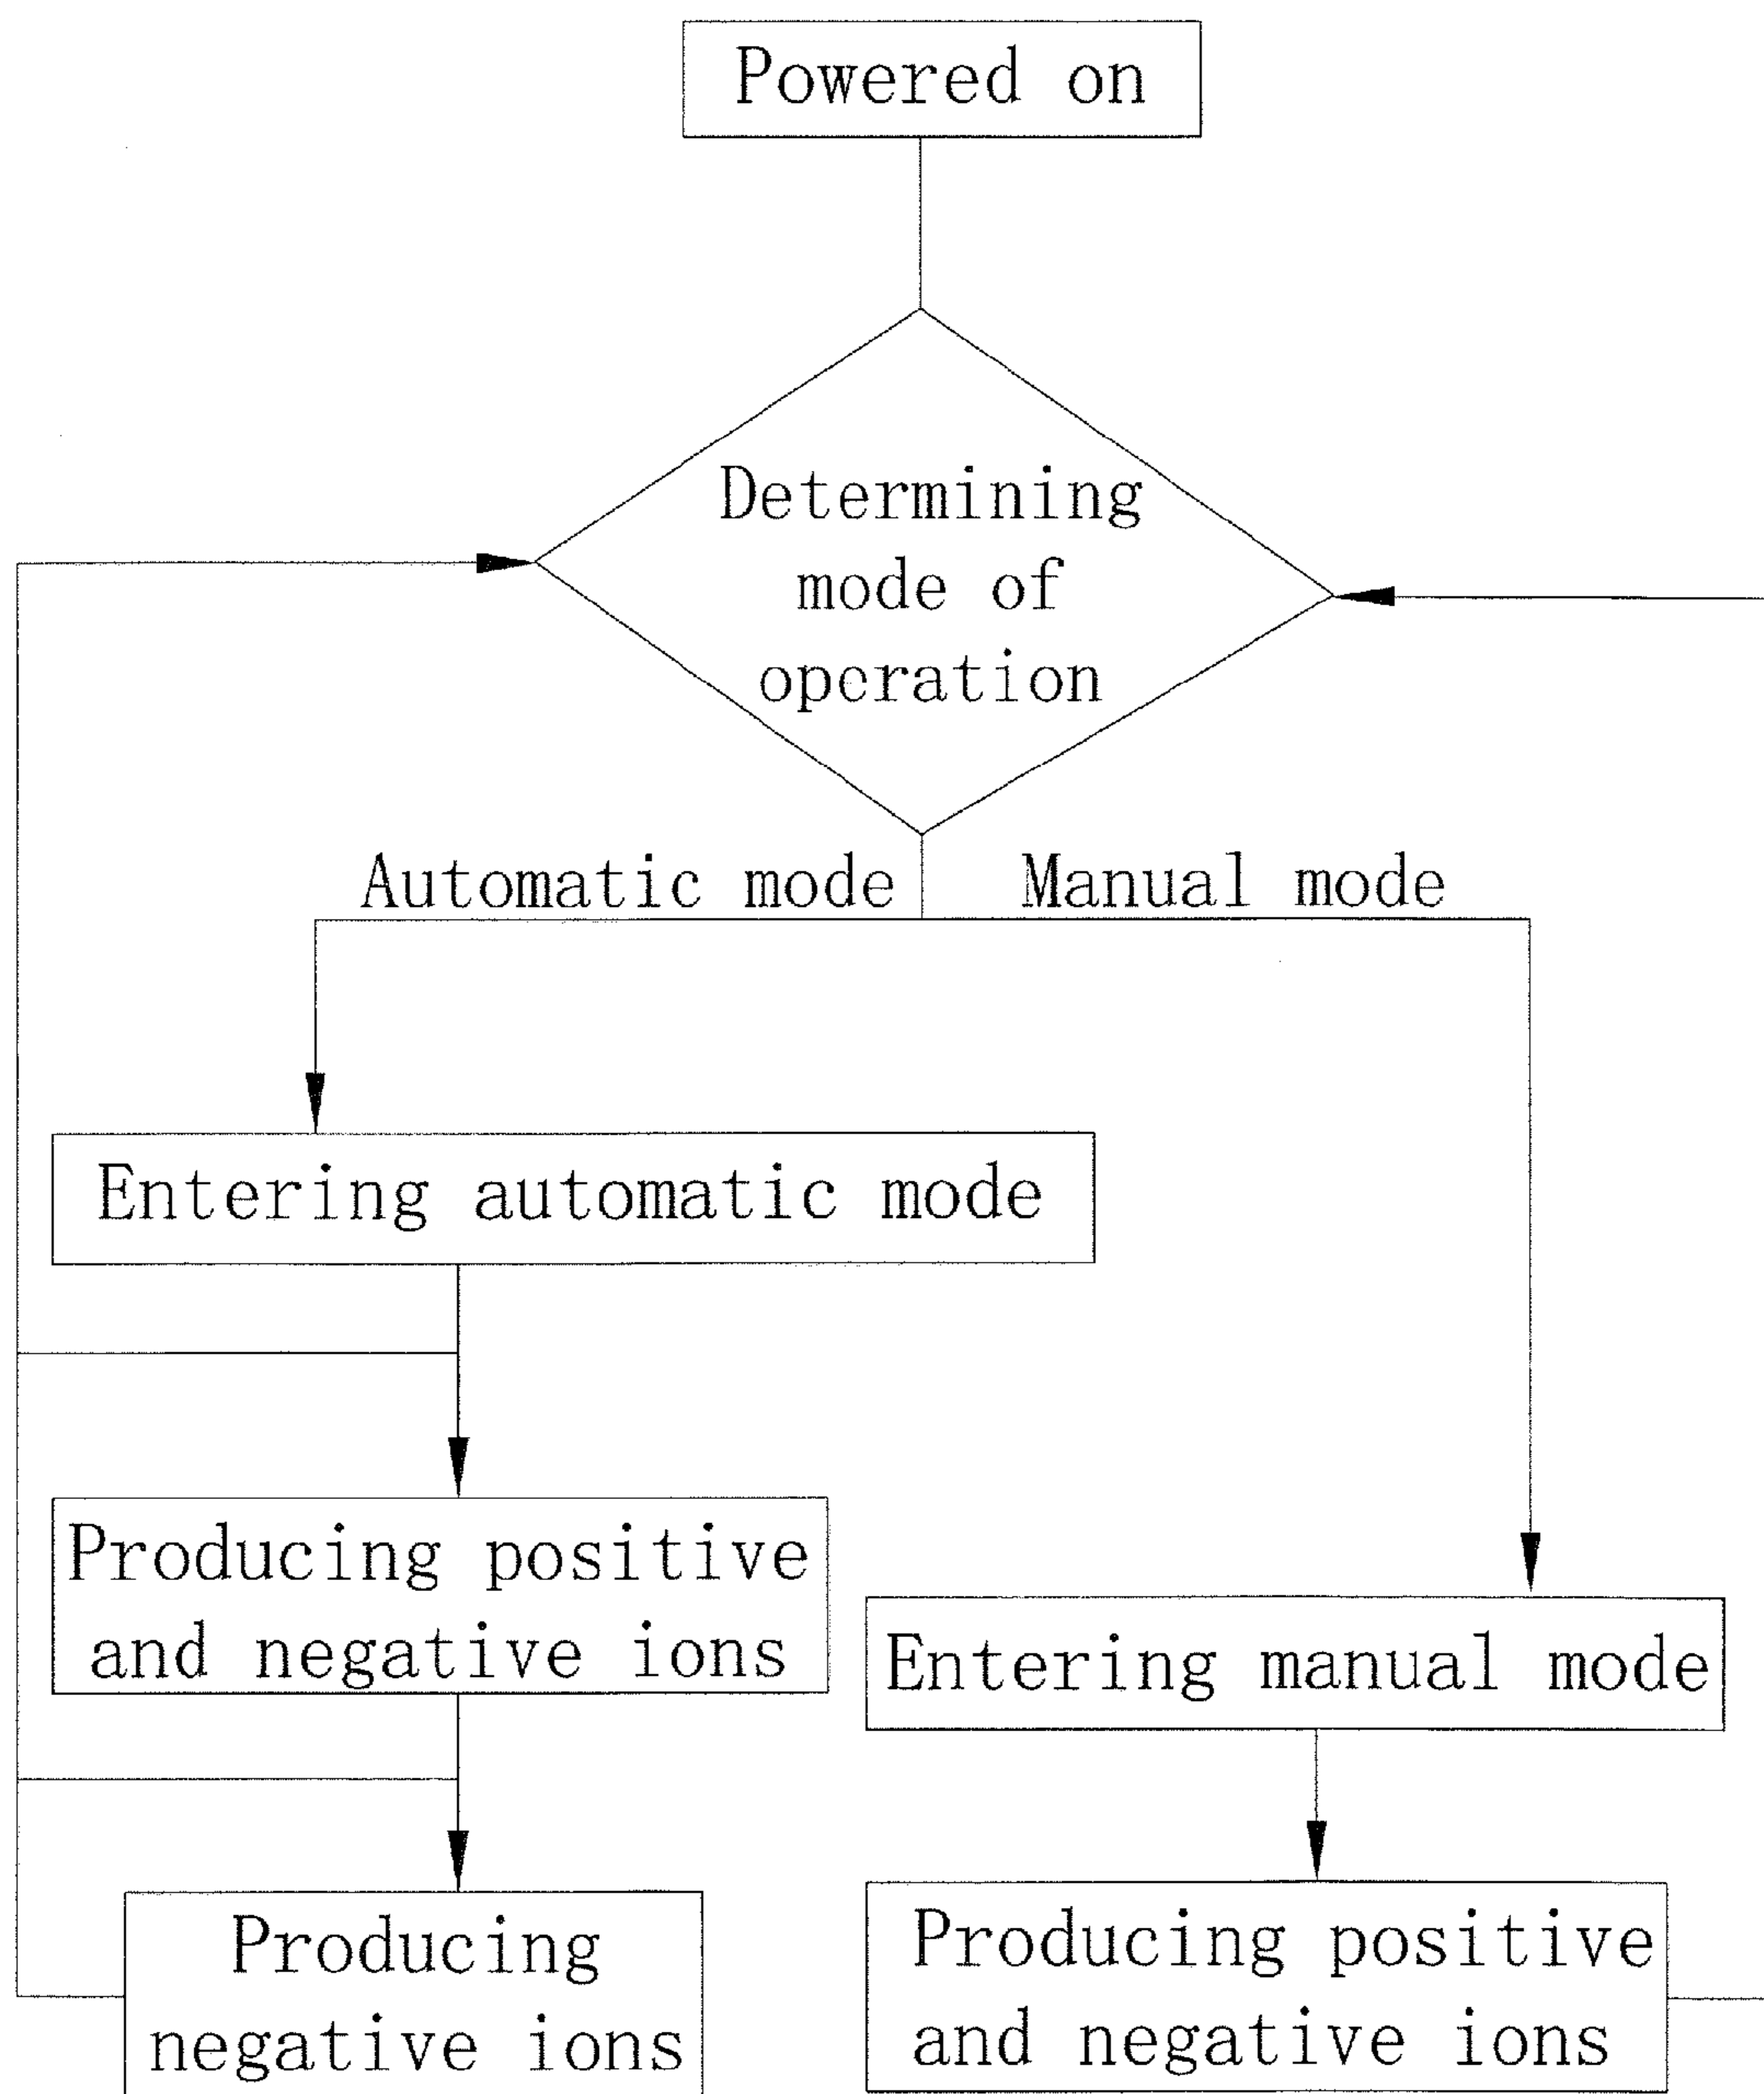 Powered on
Determining
mode of
operation
Automatic mode
Manual mode
Entering automatic mode
Producing positive
and negative ions
Entering manual mode
Producing
negative ions
Producing positive
and negative ions